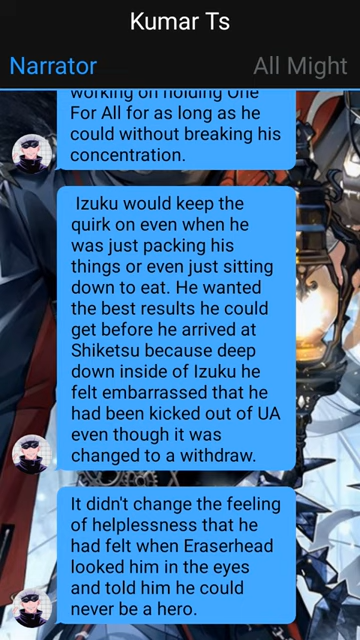 Kumar Ts
Narrator
All Might
working on holding One
For All for as long as he
could without breaking his
concentration.
Izuku would keep the
quirk on even when he
was just packing his
things or even just sitting
down to eat. He wanted
the best results he could
get before he arrived at
Shiketsu because deep
down inside of Izuku he
felt embarrassed that he
had been kicked out of UA
even though it was
changed to a withdraw.
It didn't change the feeling
of helplessness that he
had felt when Eraserhead
looked him in the eyes
and told him he could
never be a hero.